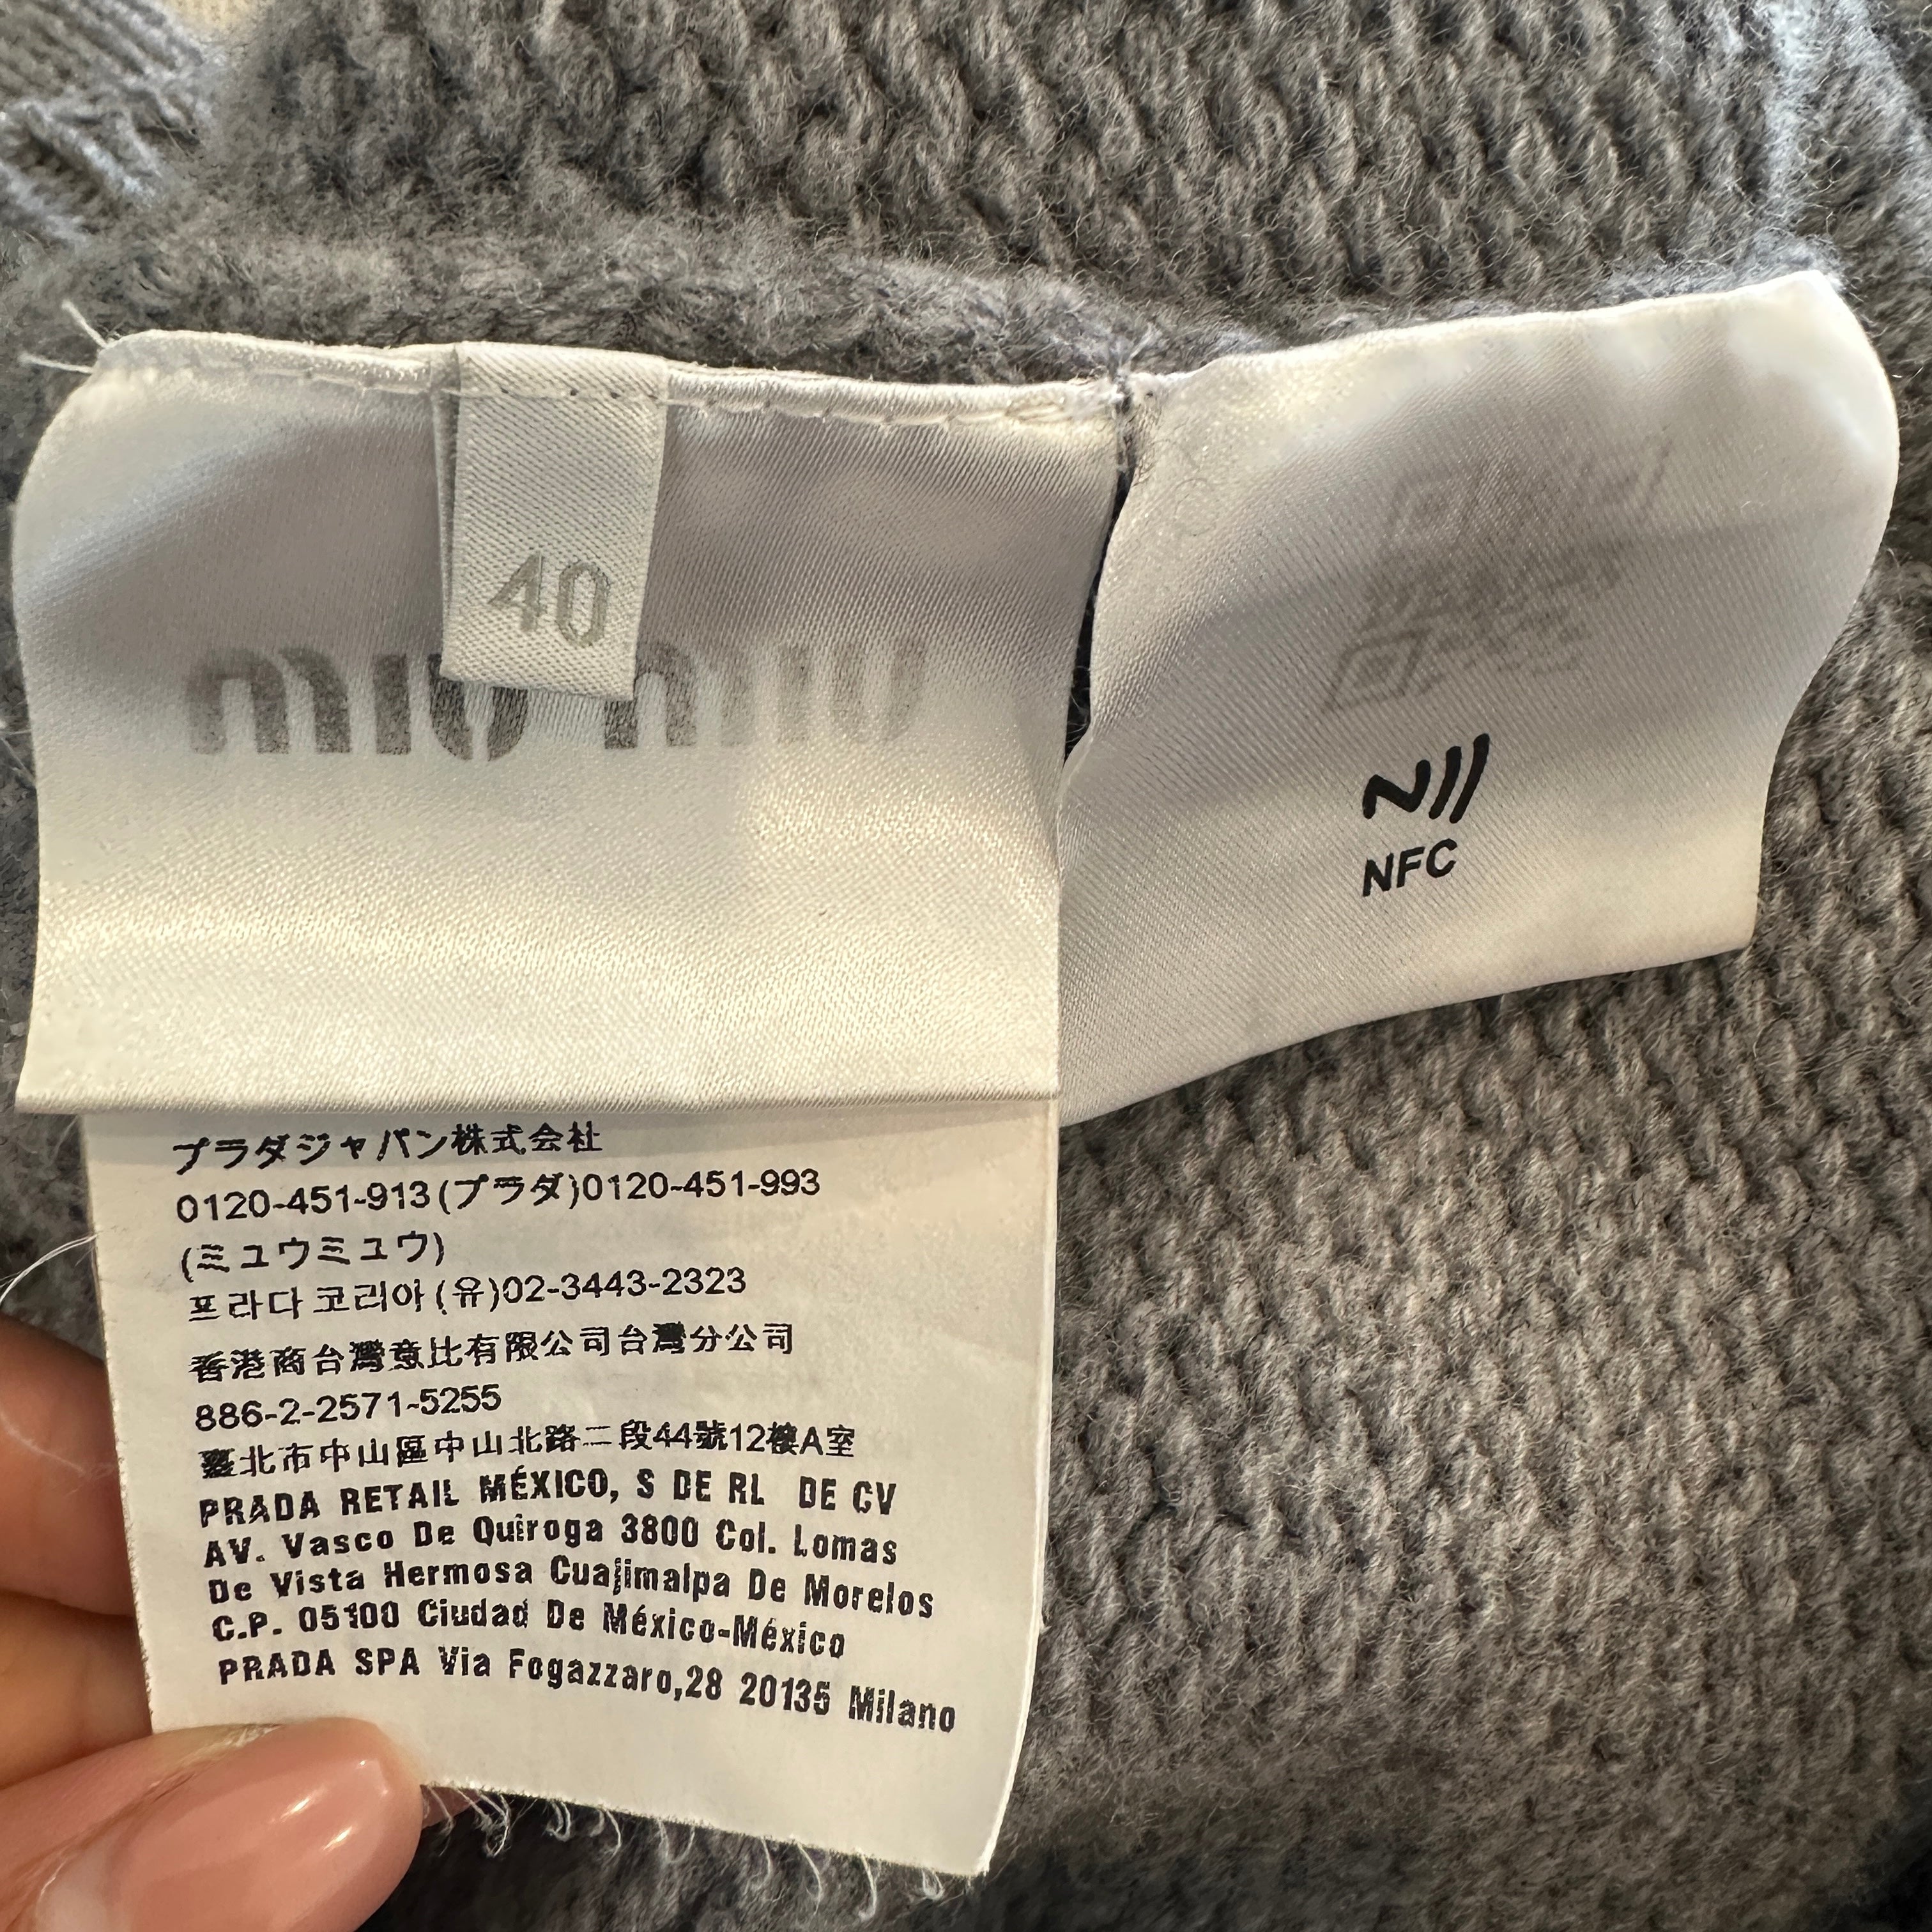 40
miu miu
NFC
プラダジャパン株式会社
0120-451-913(プラダ)0120-451-993
(ミュウミュウ)
프라다코리아(유)02-3443-2323
香港商台灣意比有限公司台灣分公司
886-2-2571-5255
臺北市中山區中山北路二段44號12樓A室
PRADA RETAIL MÉXICO, S DE RL DE CV
AV. Vasco De Quiroga 3800 Col. Lomas
De Vista Hermosa Cuajimalpa De Morelos
C.P. 05100 Ciudad De México-México
PRADA SPA Via Fogazzaro,28 20135 Milano